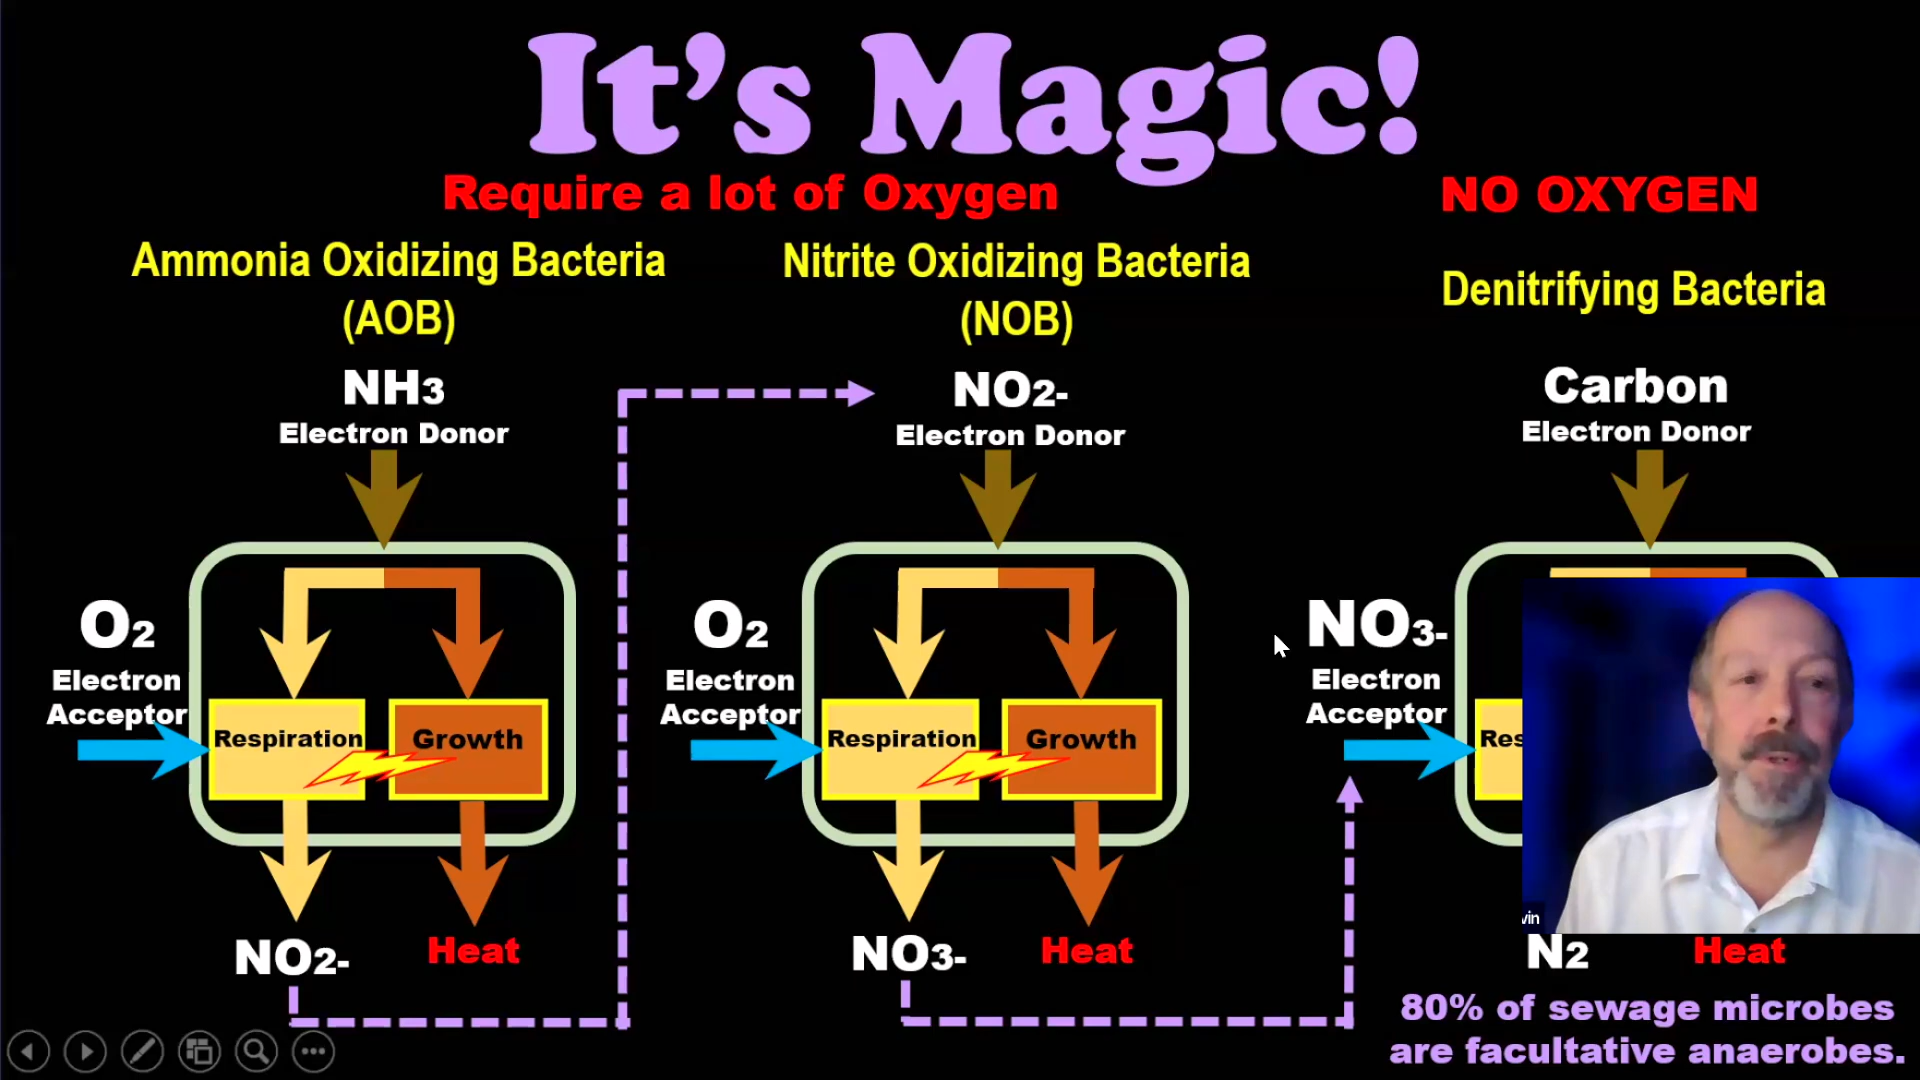 It's Magic!
Require a lot of Oxygen
NO OXYGEN
Ammonia Oxidizing Bacteria
(AOB)
Nitrite Oxidizing Bacteria
(NOB)
Denitrifying Bacteria
NH3
Electron Donor
NO2-
Electron Donor
Carbon
Electron Donor
O2
Electron
Acceptor
Respiration
Growth
O2
Electron
Acceptor
Respiration
Growth
NO3-
Electron
Acceptor
NO2-
Heat
NO3-
Heat
N2
Heat
80% of sewage microbes
are facultative anaerobes.